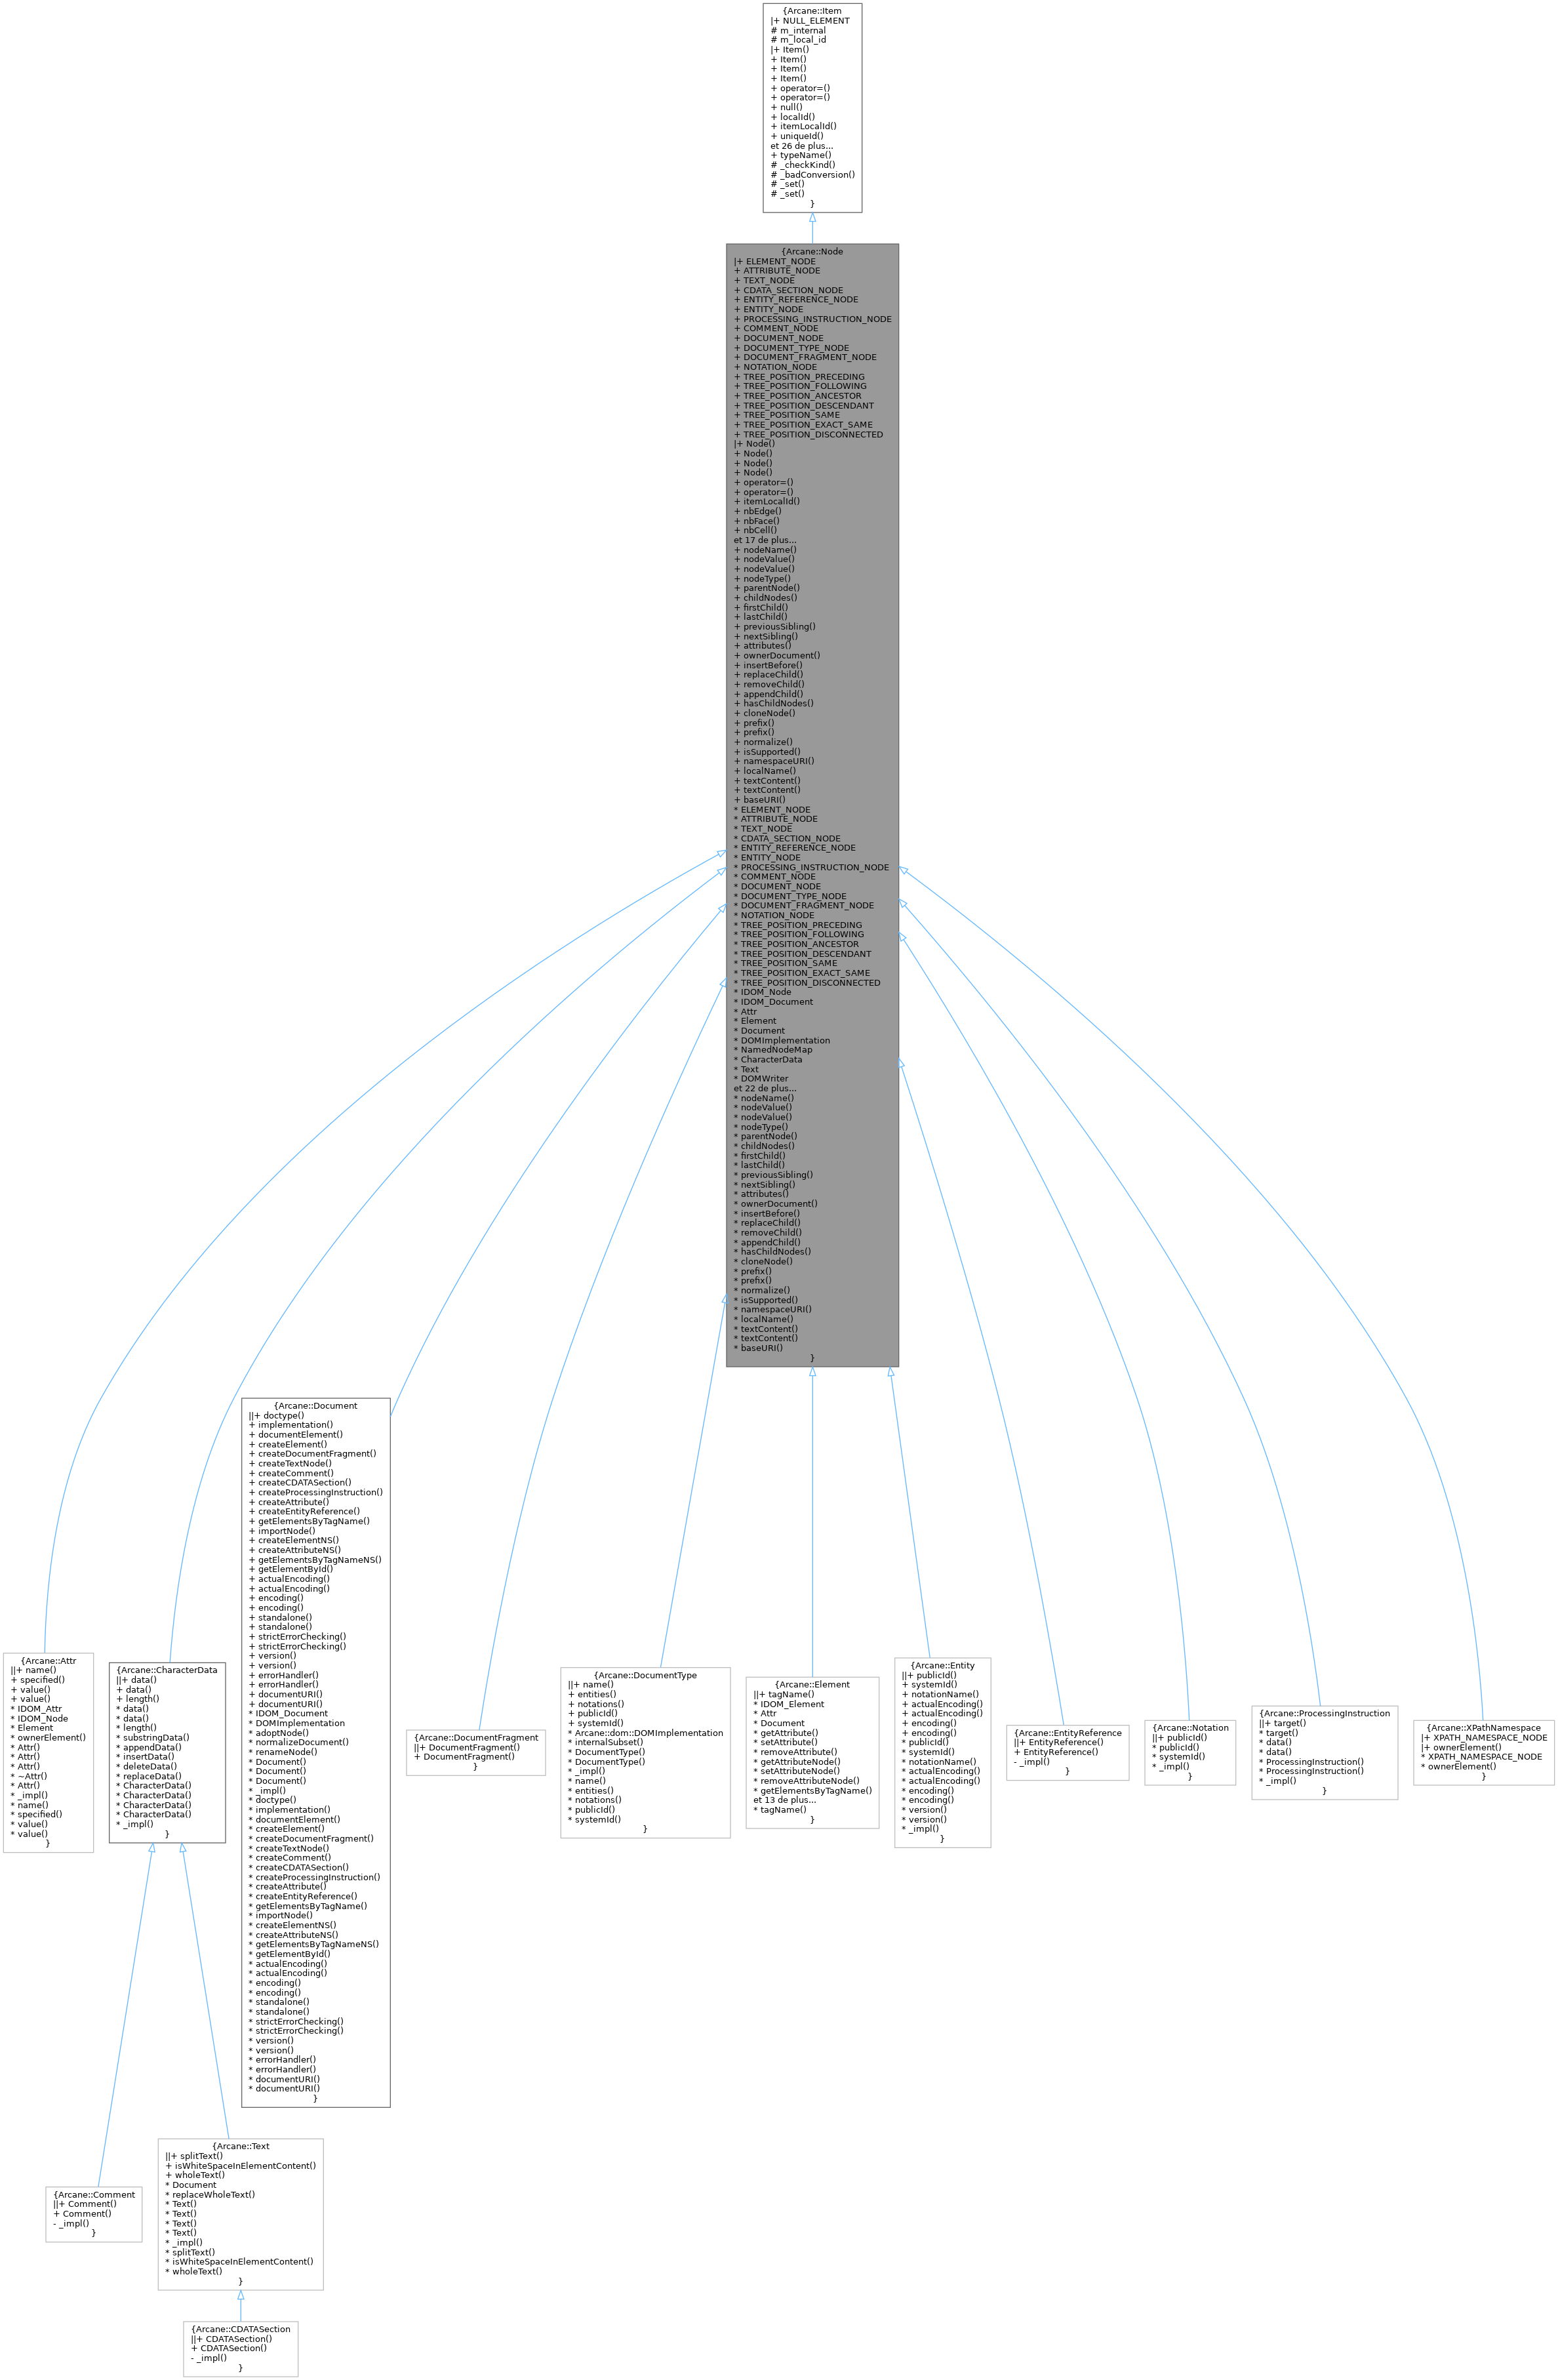 {Arcane::Item
|+ NULL_ELEMENT
# m_internal
# m_local_id
|+ Item()
+ Item()
+ Item()
+ Item()
+ operator=()
+ operator=()
+ null()
+ localId()
+ itemLocalId()
+ uniqueId()
et 26 de plus...
+ typeName()
# _checkKind()
# _badConversion()
# _set()
# _set()
}
{Arcane::Node
|+ ELEMENT_NODE
+ ATTRIBUTE_NODE
+ TEXT_NODE
+ CDATA_SECTION_NODE
+ ENTITY_REFERENCE_NODE
+ ENTITY_NODE
+ PROCESSING_INSTRUCTION_NODE
+ COMMENT_NODE
+ DOCUMENT_NODE
+ DOCUMENT_TYPE_NODE
+ DOCUMENT_FRAGMENT_NODE
+ NOTATION_NODE
+ TREE_POSITION_PRECEDING
+ TREE_POSITION_FOLLOWING
+ TREE_POSITION_ANCESTOR
+ TREE_POSITION_DESCENDANT
+ TREE_POSITION_SAME
+ TREE_POSITION_EXACT_SAME
+ TREE_POSITION_DISCONNECTED
|+ Node()
+ Node()
+ Node()
+ Node()
+ operator=()
+ operator=()
+ itemLocalId()
+ nbEdge()
+ nbFace()
+ nbCell()
et 17 de plus...
+ nodeName()
+ nodeValue()
+ nodeValue()
+ nodeType()
+ parentNode()
+ childNodes()
+ firstChild()
+ lastChild()
+ previousSibling()
+ nextSibling()
+ attributes()
+ ownerDocument()
+ insertBefore()
+ replaceChild()
+ removeChild()
+ appendChild()
+ hasChildNodes()
+ cloneNode()
+ prefix()
+ prefix()
+ normalize()
+ isSupported()
+ namespaceURI()
+ localName()
+ textContent()
+ textContent()
+ baseURI()
* ELEMENT_NODE
* ATTRIBUTE_NODE
* TEXT_NODE
* CDATA_SECTION_NODE
* ENTITY_REFERENCE_NODE
* ENTITY_NODE
* PROCESSING_INSTRUCTION_NODE
* COMMENT_NODE
* DOCUMENT_NODE
* DOCUMENT_TYPE_NODE
* DOCUMENT_FRAGMENT_NODE
* NOTATION_NODE
* TREE_POSITION_PRECEDING
* TREE_POSITION_FOLLOWING
* TREE_POSITION_ANCESTOR
* TREE_POSITION_DESCENDANT
* TREE_POSITION_SAME
* TREE_POSITION_EXACT_SAME
* TREE_POSITION_DISCONNECTED
* IDOM_Node
* IDOM_Document
* Attr
* Element
* Document
* DOMImplementation
* NamedNodeMap
* CharacterData
* Text
* DOMWriter
et 22 de plus...
* nodeName()
* nodeValue()
* nodeValue()
* nodeType()
* parentNode()
* childNodes()
* firstChild()
* lastChild()
* previousSibling()
* nextSibling()
* attributes()
* ownerDocument()
* insertBefore()
* replaceChild()
* removeChild()
* appendChild()
* hasChildNodes()
* cloneNode()
* prefix()
* prefix()
* normalize()
* isSupported()
* namespaceURI()
* localName()
* textContent()
* textContent()
* baseURI()
}
{Arcane::Attr
||+ name()
+ specified()
+ value()
+ value()
* IDOM_Attr
* IDOM_Node
* Element
* ownerElement()
* Attr()
* Attr()
* Attr()
* ~Attr()
* Attr()
* _impl()
* name()
* specified()
* value()
* value()
}
{Arcane::CharacterData
||+ data()
+ data()
+ length()
* data()
* data()
* length()
* substringData()
* appendData()
* insertData()
* deleteData()
* replaceData()
* CharacterData()
* CharacterData()
* CharacterData()
* CharacterData()
* _impl()
}
{Arcane::Document
||+ doctype()
+ implementation()
+ documentElement()
+ createElement()
+ createDocumentFragment()
+ createTextNode()
+ createComment()
+ createCDATASection()
+ createProcessingInstruction()
+ createAttribute()
+ createEntityReference()
+ getElementsByTagName()
+ importNode()
+ createElementNS()
+ createAttributeNS()
+ getElementsByTagNameNS()
+ getElementById()
+ actualEncoding()
+ actualEncoding()
+ encoding()
+ encoding()
+ standalone()
+ standalone()
+ strictErrorChecking()
+ strictErrorChecking()
+ version()
+ version()
+ errorHandler()
+ errorHandler()
+ documentURI()
+ documentURI()
* IDOM_Document
* DOMImplementation
* adoptNode()
* normalizeDocument()
* renameNode()
* Document()
* Document()
* Document()
* _impl()
* doctype()
* implementation()
* documentElement()
* createElement()
* createDocumentFragment()
* createTextNode()
* createComment()
* createCDATASection()
* createProcessingInstruction()
* createAttribute()
* createEntityReference()
* getElementsByTagName()
* importNode()
* createElementNS()
* createAttributeNS()
* getElementsByTagNameNS()
* getElementById()
* actualEncoding()
* actualEncoding()
* encoding()
* encoding()
* standalone()
* standalone()
* strictErrorChecking()
* strictErrorChecking()
* version()
* version()
* errorHandler()
* errorHandler()
* documentURI()
* documentURI()
}
{Arcane::DocumentFragment
||+ DocumentFragment()
+ DocumentFragment()
}
{Arcane::DocumentType
||+ name()
+ entities()
+ notations()
+ publicId()
+ systemId()
* Arcane::dom::DOMImplementation
* internalSubset()
* DocumentType()
* DocumentType()
* _impl()
* name()
* entities()
* notations()
* publicId()
* systemId()
}
{Arcane::Element
||+ tagName()
* IDOM_Element
* Attr
* Document
* getAttribute()
* setAttribute()
* removeAttribute()
* getAttributeNode()
* setAttributeNode()
* removeAttributeNode()
* getElementsByTagName()
et 13 de plus...
* tagName()
}
{Arcane::Entity
||+ publicId()
+ systemId()
+ notationName()
+ actualEncoding()
+ actualEncoding()
+ encoding()
+ encoding()
* publicId()
* systemId()
* notationName()
* actualEncoding()
* actualEncoding()
* encoding()
* encoding()
* version()
* version()
* _impl()
}
{Arcane::EntityReference
||+ EntityReference()
+ EntityReference()
- _impl()
}
{Arcane::Notation
||+ publicId()
* publicId()
* systemId()
* _impl()
}
{Arcane::ProcessingInstruction
||+ target()
* target()
* data()
* data()
* ProcessingInstruction()
* ProcessingInstruction()
* _impl()
}
{Arcane::XPathNamespace
|+ XPATH_NAMESPACE_NODE
|+ ownerElement()
* XPATH_NAMESPACE_NODE
* ownerElement()
}
{Arcane::Comment
||+ Comment()
+ Comment()
- _impl()
}
{Arcane::Text
||+ splitText()
+ isWhiteSpaceInElementContent()
+ wholeText()
* Document
* replaceWholeText()
* Text()
* Text()
* Text()
* Text()
* _impl()
* splitText()
* isWhiteSpaceInElementContent()
* wholeText()
}
{Arcane::CDATASection
||+ CDATASection()
+ CDATASection()
- _impl()
}